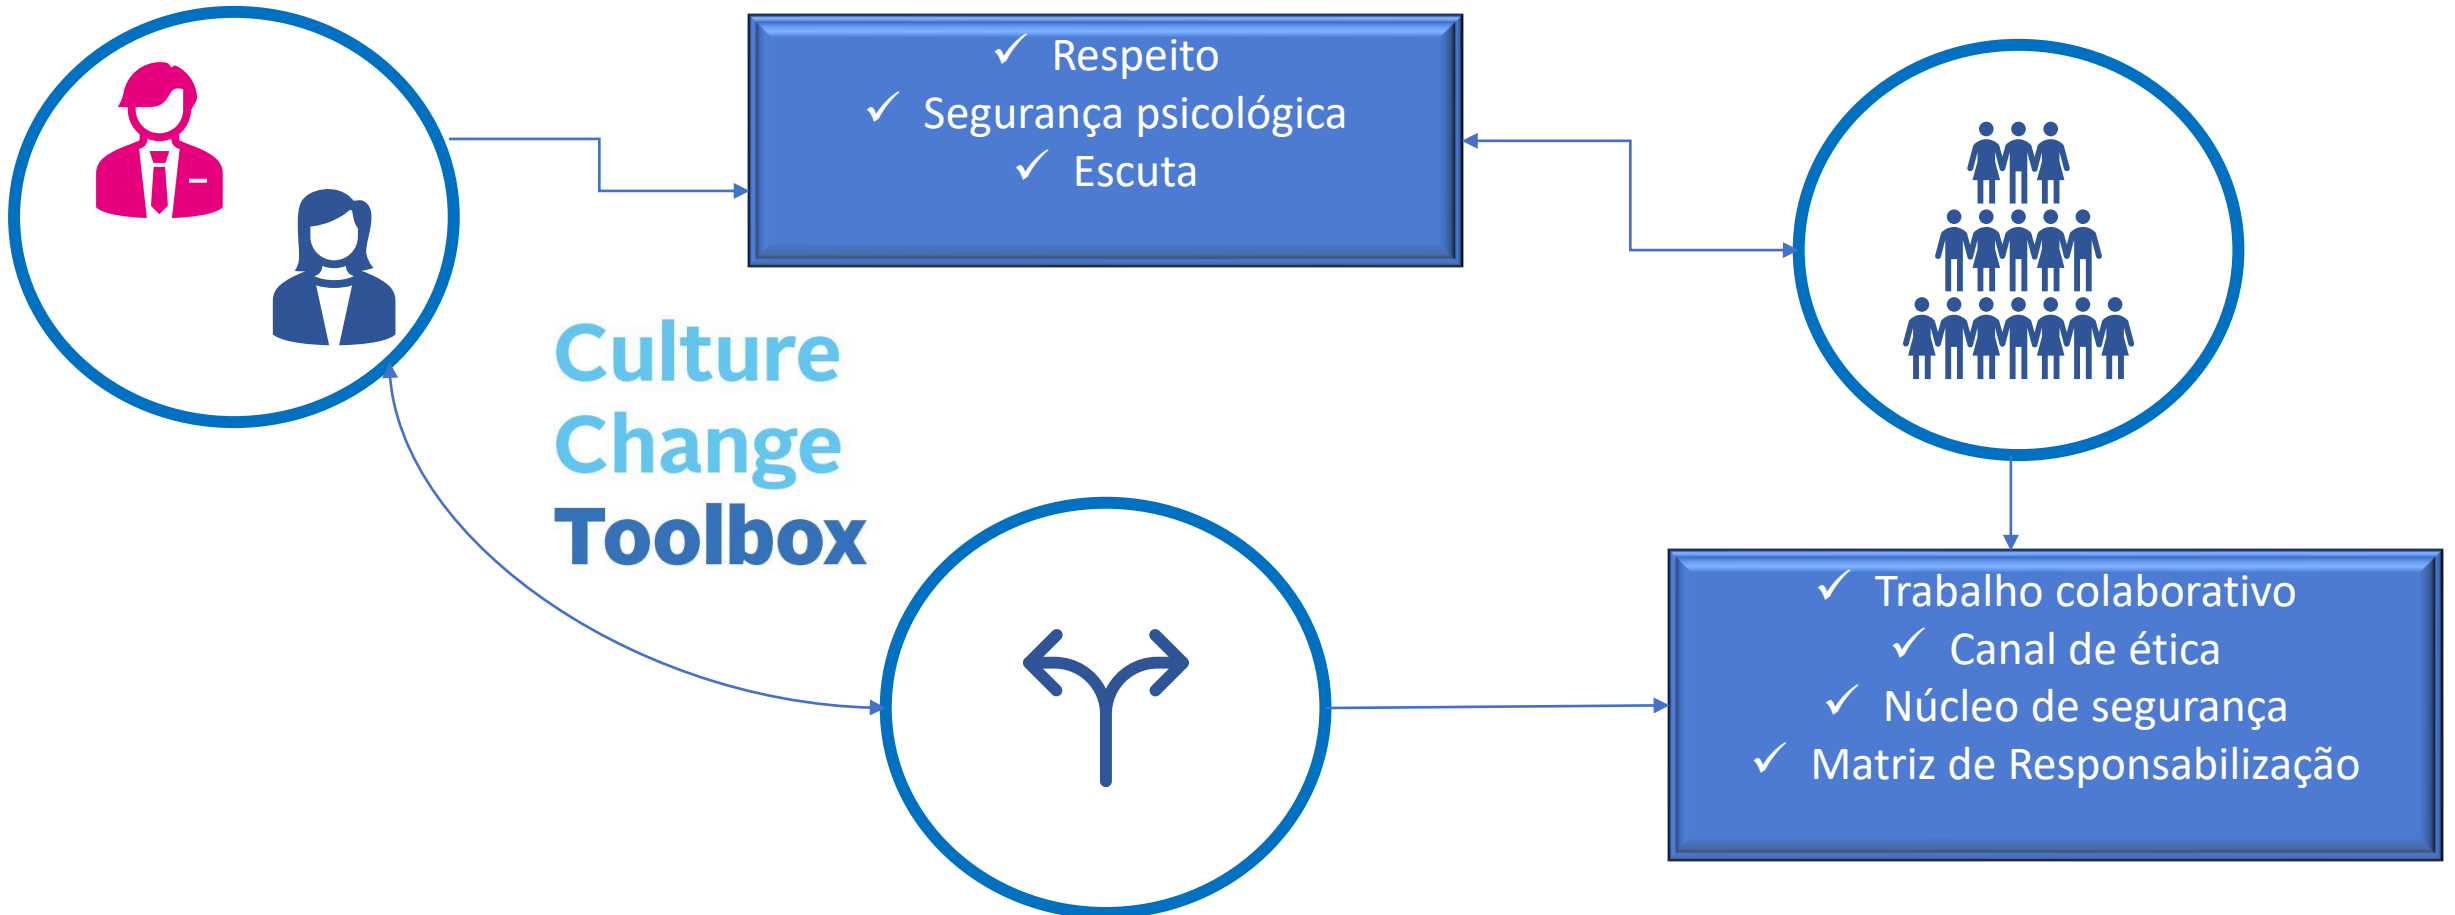 ✓ Respeito
✓ Segurança psicológica
✓ Escuta
Culture
Change
Toolbox
✓ Trabalho colaborativo
✓ Canal de ética
✓ Núcleo de segurança
✓ Matriz de Responsabilização